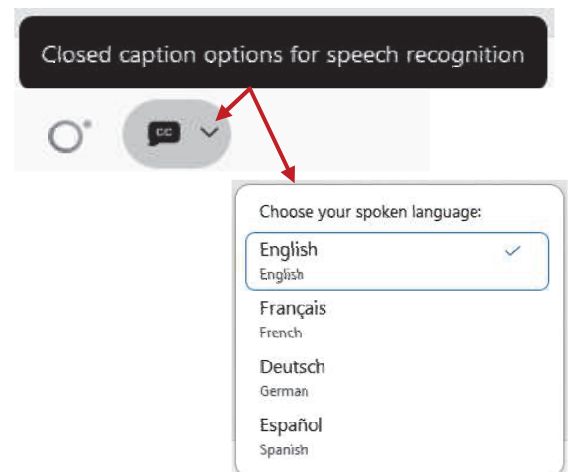 Closed caption options for speech recognition
CC
Choose your spoken language:
English
English
Français
French
Deutsch
German
Español
Spanish